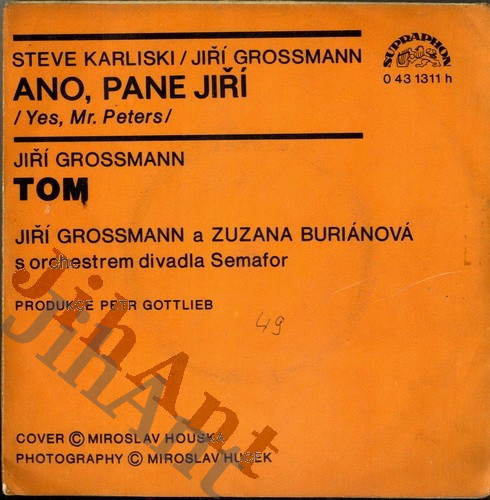 STEVE KARLISKI / JIŘÍ GROSSMANN
SUPRAPHON
0 43 1311 h
ANO, PANE JIŘÍ
/ Yes, Mr. Peters /
JIŘÍ GROSSMANN
TOM
JIŘÍ GROSSMANN a ZUZANA BURIÁNOVÁ
s orchestrem divadla Semafor
PRODUKCE PETR GOTTLIEB
49
JihAnt
COVER © MIROSLAV HOUSKA
PHOTOGRAPHY © MIROSLAV HUCEK